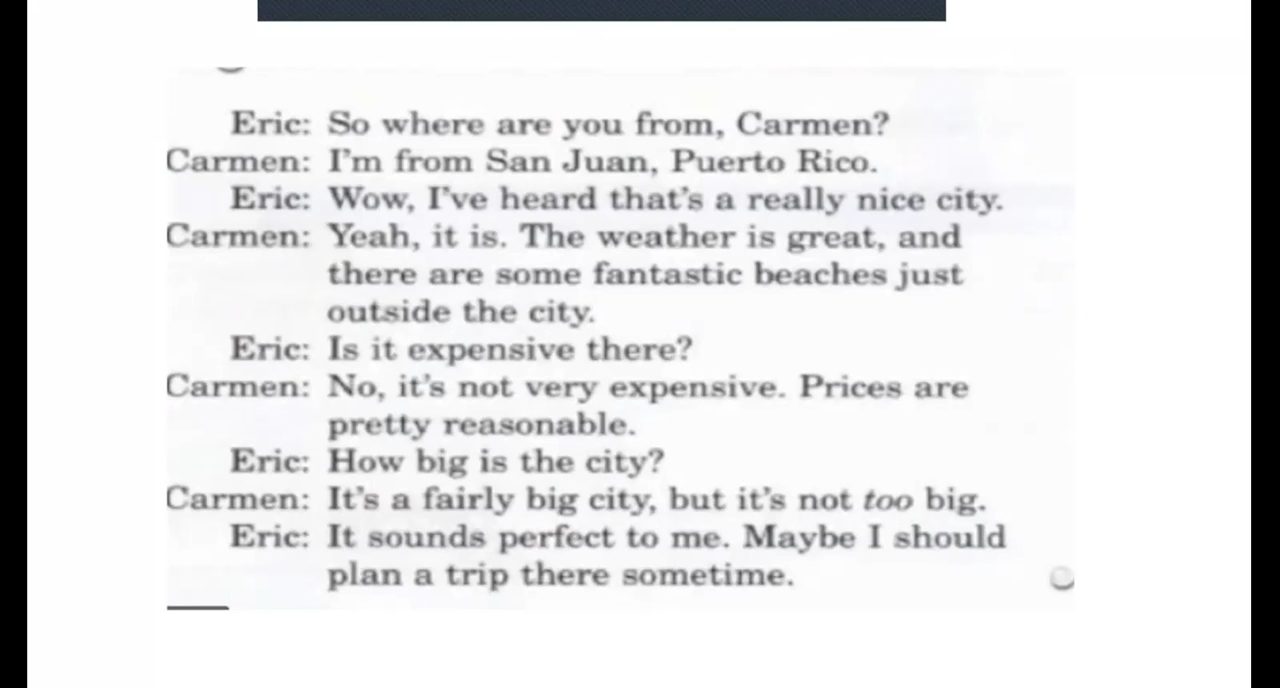 Eric: So where are you from, Carmen?
Carmen: I'm from San Juan, Puerto Rico.
Eric: Wow, I've heard that's a really nice city.
Carmen: Yeah, it is. The weather is great, and
there are some fantastic beaches just
outside the city.
Eric: Is it expensive there?
Carmen: No, it's not very expensive. Prices are
pretty reasonable.
Eric: How big is the city?
Carmen: It's a fairly big city, but it's not too big.
Eric: It sounds perfect to me. Maybe I should
plan a trip there sometime.